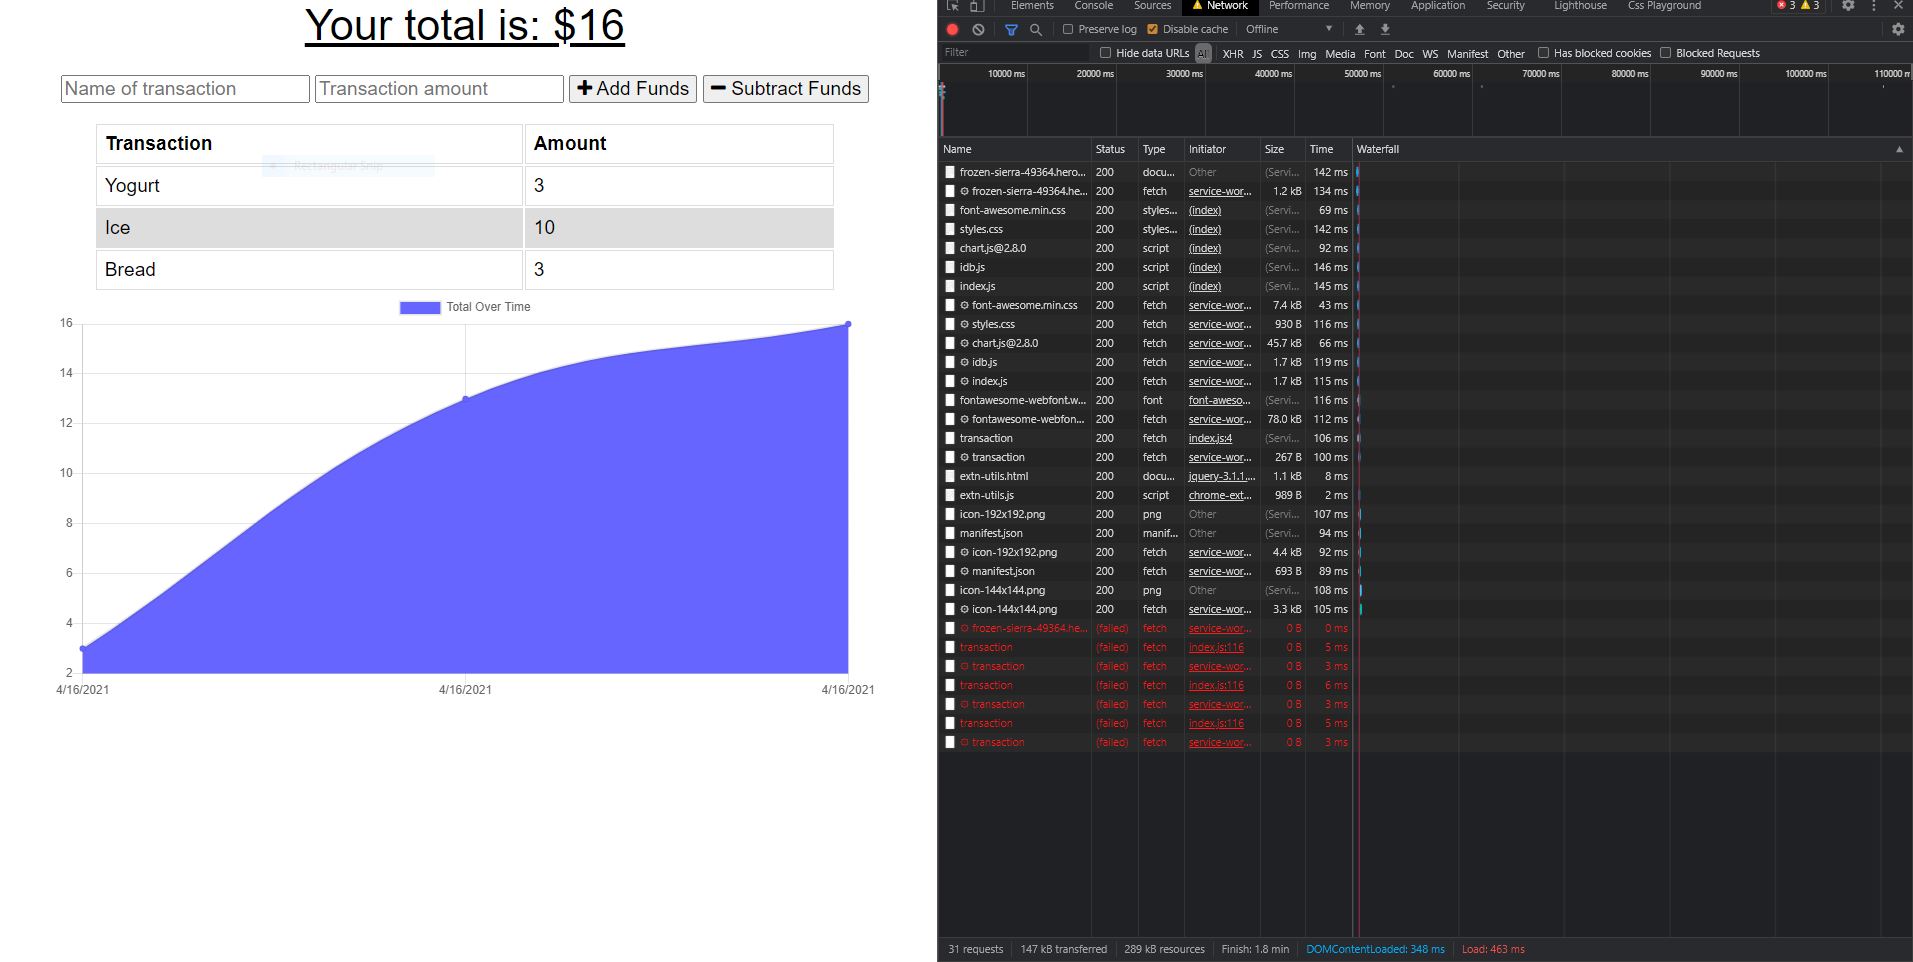 Your total is: $16
Name of transaction Transaction amount Add Funds Subtract Funds
Transaction Amount
Rectangular Snip
Yogurt 3
Ice 10
Bread 3
Total Over Time
16
14
12
10
8
6
4
2
4/16/2021 4/16/2021 4/16/2021
Elements Console Sources Network Performance Memory Application Security Lighthouse Css Playground 3 3
Preserve log Disable cache Offline
Filter Hide data URLs All XHR JS CSS Img Media Font Doc WS Manifest Other Has blocked cookies Blocked Requests
10000 ms 20000 ms 30000 ms 40000 ms 50000 ms 60000 ms 70000 ms 80000 ms 90000 ms 100000 ms 110000 m
Name Status Type Initiator Size Time Waterfall
frozen-sierra-49364.hero... 200 docu... Other (Servi... 142 ms
frozen-sierra-49364.he... 200 fetch service-wor... 1.2 kB 134 ms
font-awesome.min.css 200 styles... (index) (Servi... 69 ms
styles.css 200 styles... (index) (Servi... 142 ms
chart.js@2.8.0 200 script (index) (Servi... 92 ms
idb.js 200 script (index) (Servi... 146 ms
index.js 200 script (index) (Servi... 145 ms
font-awesome.min.css 200 fetch service-wor... 7.4 kB 43 ms
styles.css 200 fetch service-wor... 930 B 116 ms
chart.js@2.8.0 200 fetch service-wor... 45.7 kB 66 ms
idb.js 200 fetch service-wor... 1.7 kB 119 ms
index.js 200 fetch service-wor... 1.7 kB 115 ms
fontawesome-webfont.w... 200 font font-aweso... (Servi... 116 ms
fontawesome-webfon... 200 fetch service-wor... 78.0 kB 112 ms
transaction 200 fetch index.js:4 (Servi... 106 ms
transaction 200 fetch service-wor... 267 B 100 ms
extn-utils.html 200 docu... jquery-3.1.1.... 1.1 kB 8 ms
extn-utils.js 200 script chrome-ext... 989 B 2 ms
icon-192x192.png 200 png Other (Servi... 107 ms
manifest.json 200 manif... Other (Servi... 94 ms
icon-192x192.png 200 fetch service-wor... 4.4 kB 92 ms
manifest.json 200 fetch service-wor... 693 B 89 ms
icon-144x144.png 200 png Other (Servi... 108 ms
icon-144x144.png 200 fetch service-wor... 3.3 kB 105 ms
frozen-sierra-49364.he... (failed) fetch service-wor... 0 B 0 ms
transaction (failed) fetch index.js:116 0 B 5 ms
transaction (failed) fetch service-wor... 0 B 3 ms
transaction (failed) fetch index.js:116 0 B 6 ms
transaction (failed) fetch service-wor... 0 B 3 ms
transaction (failed) fetch index.js:116 0 B 5 ms
transaction (failed) fetch service-wor... 0 B 3 ms
31 requests 147 kB transferred 289 kB resources Finish: 1.8 min DOMContentLoaded: 348 ms Load: 463 ms